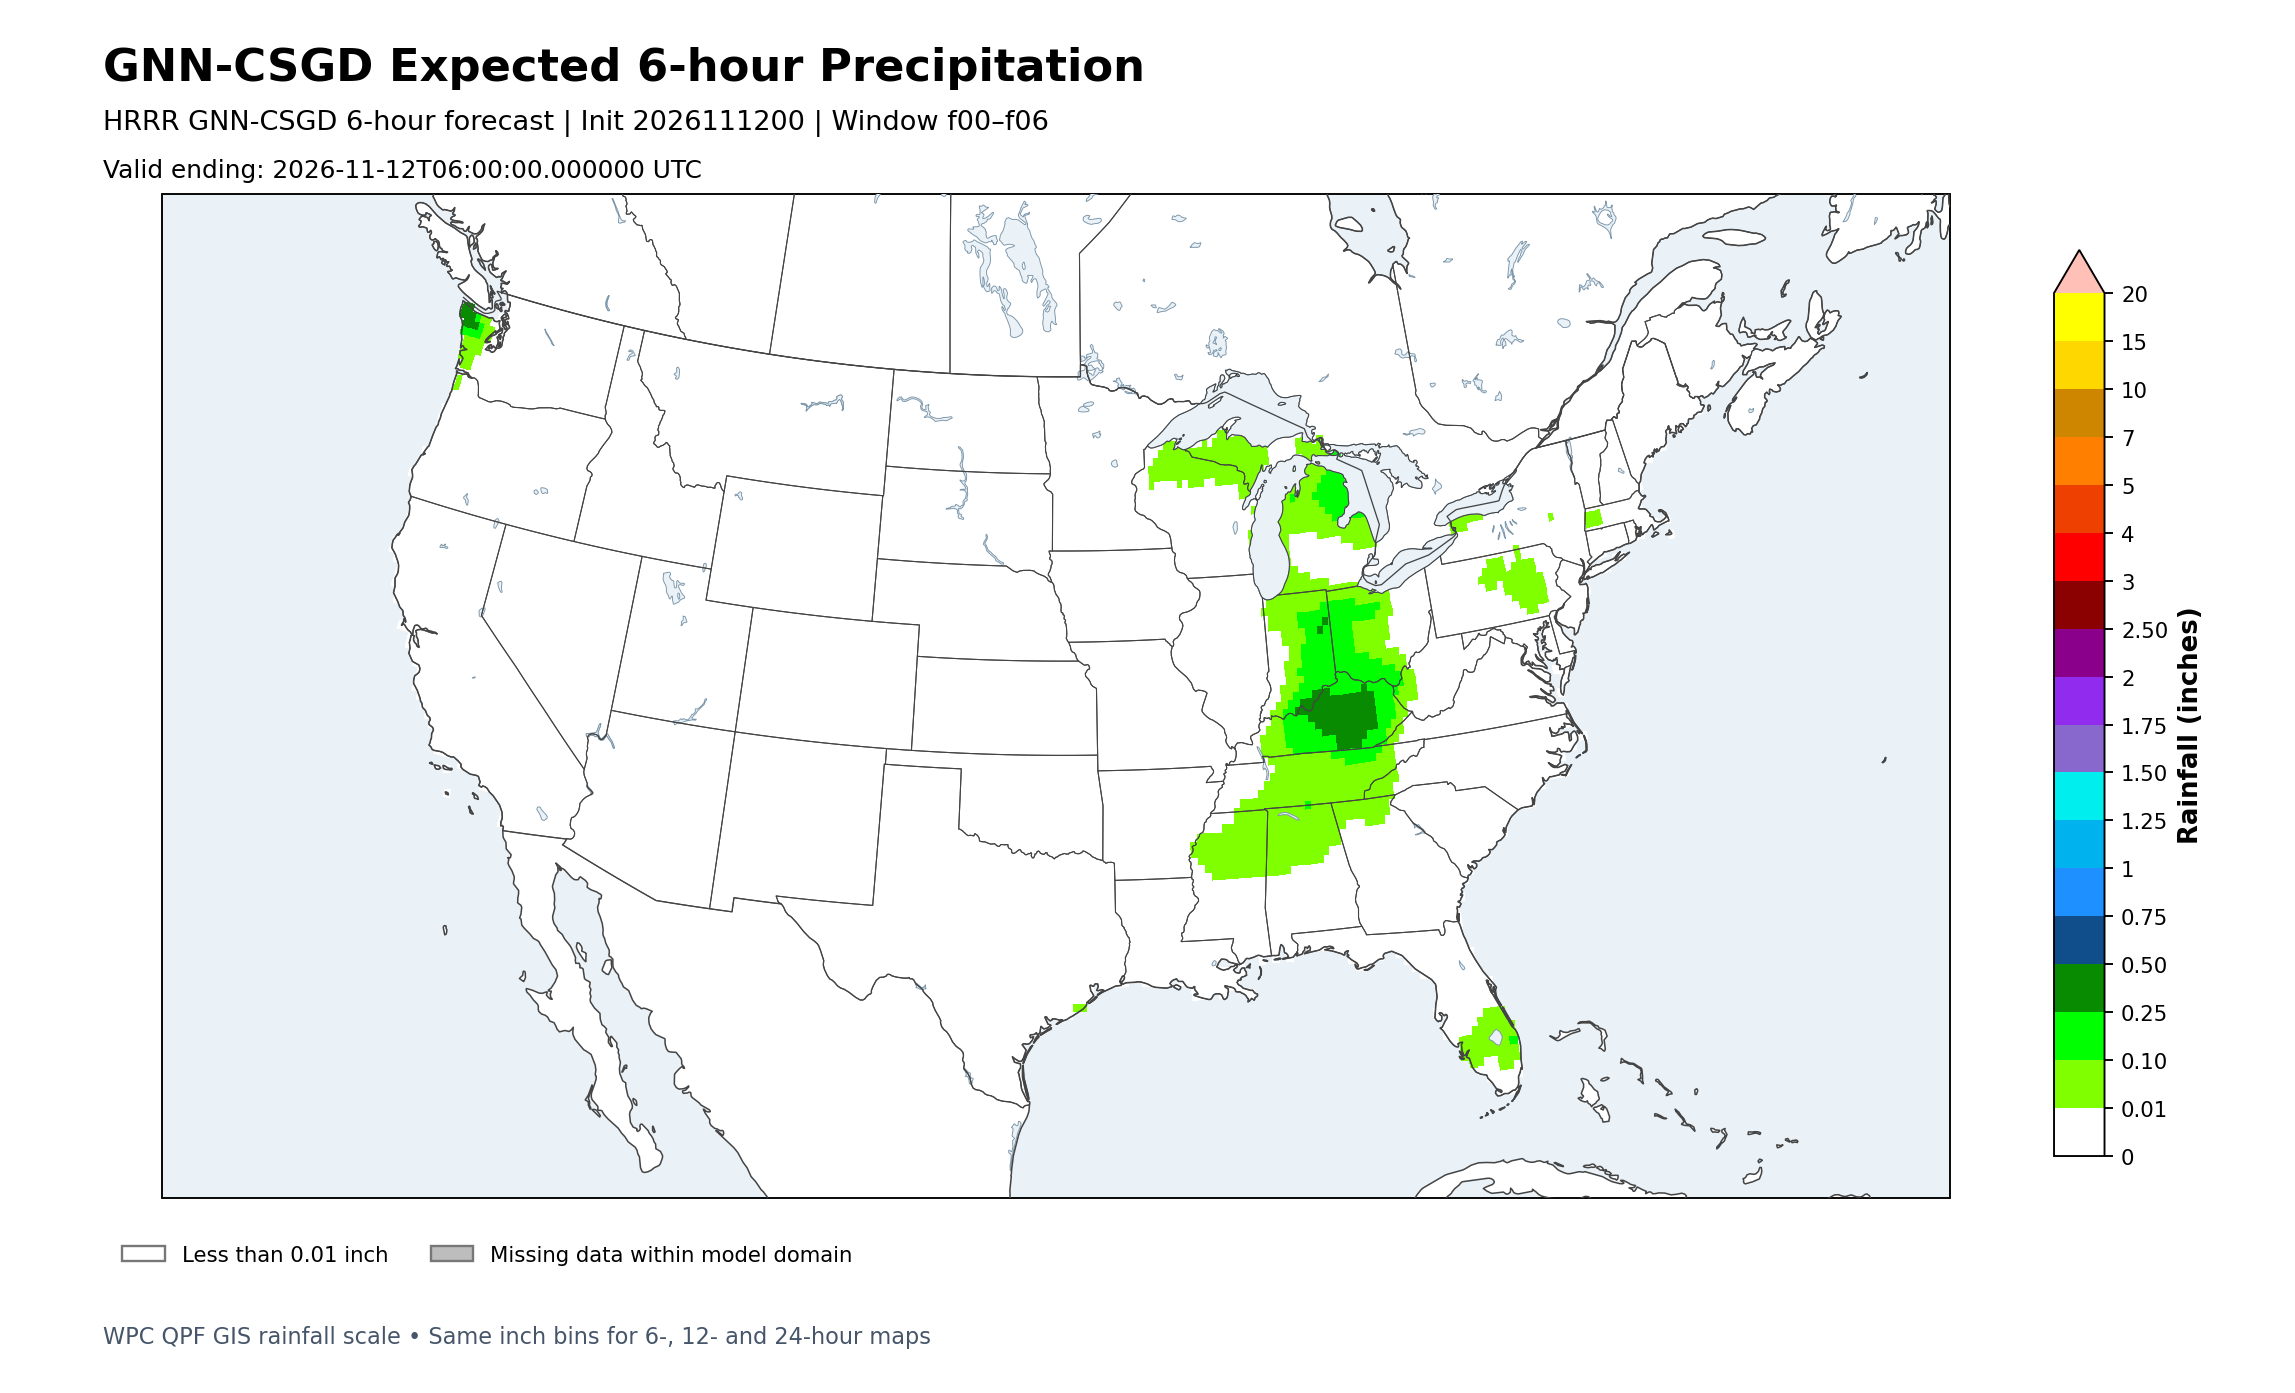 GNN-CSGD Expected 6-hour Precipitation
HRRR GNN-CSGD 6-hour forecast | Init 2026111200 | Window f00–f06
Valid ending: 2026-11-12T06:00:00.000000 UTC
20
15
10
7
5
4
3
2.50
2
1.75
1.50
1.25
1
0.75
0.50
0.25
0.10
0.01
0
Rainfall (inches)
Less than 0.01 inch
Missing data within model domain
WPC QPF GIS rainfall scale • Same inch bins for 6-, 12- and 24-hour maps